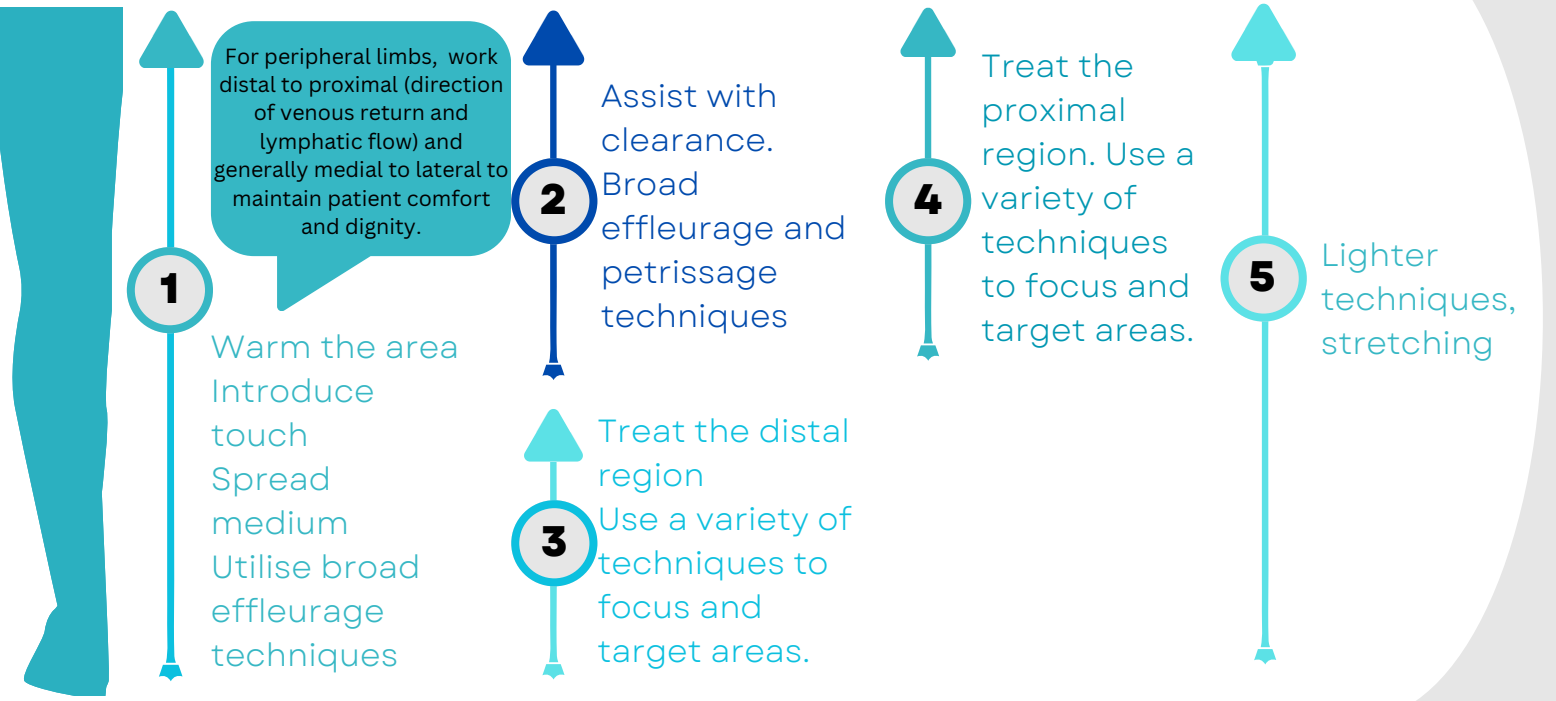 For peripheral limbs, work
distal to proximal (direction
of venous return and
lymphatic flow) and
generally medial to lateral to
maintain patient comfort
and dignity.
1
Warm the area
Introduce
touch
Spread
medium
Utilise broad
effleurage
techniques
2
Assist with
clearance.
Broad
effleurage and
petrissage
techniques
3
Treat the distal
region
Use a variety of
techniques to
focus and
target areas.
4
Treat the
proximal
region. Use a
variety of
techniques
to focus and
target areas.
5
Lighter
techniques,
stretching